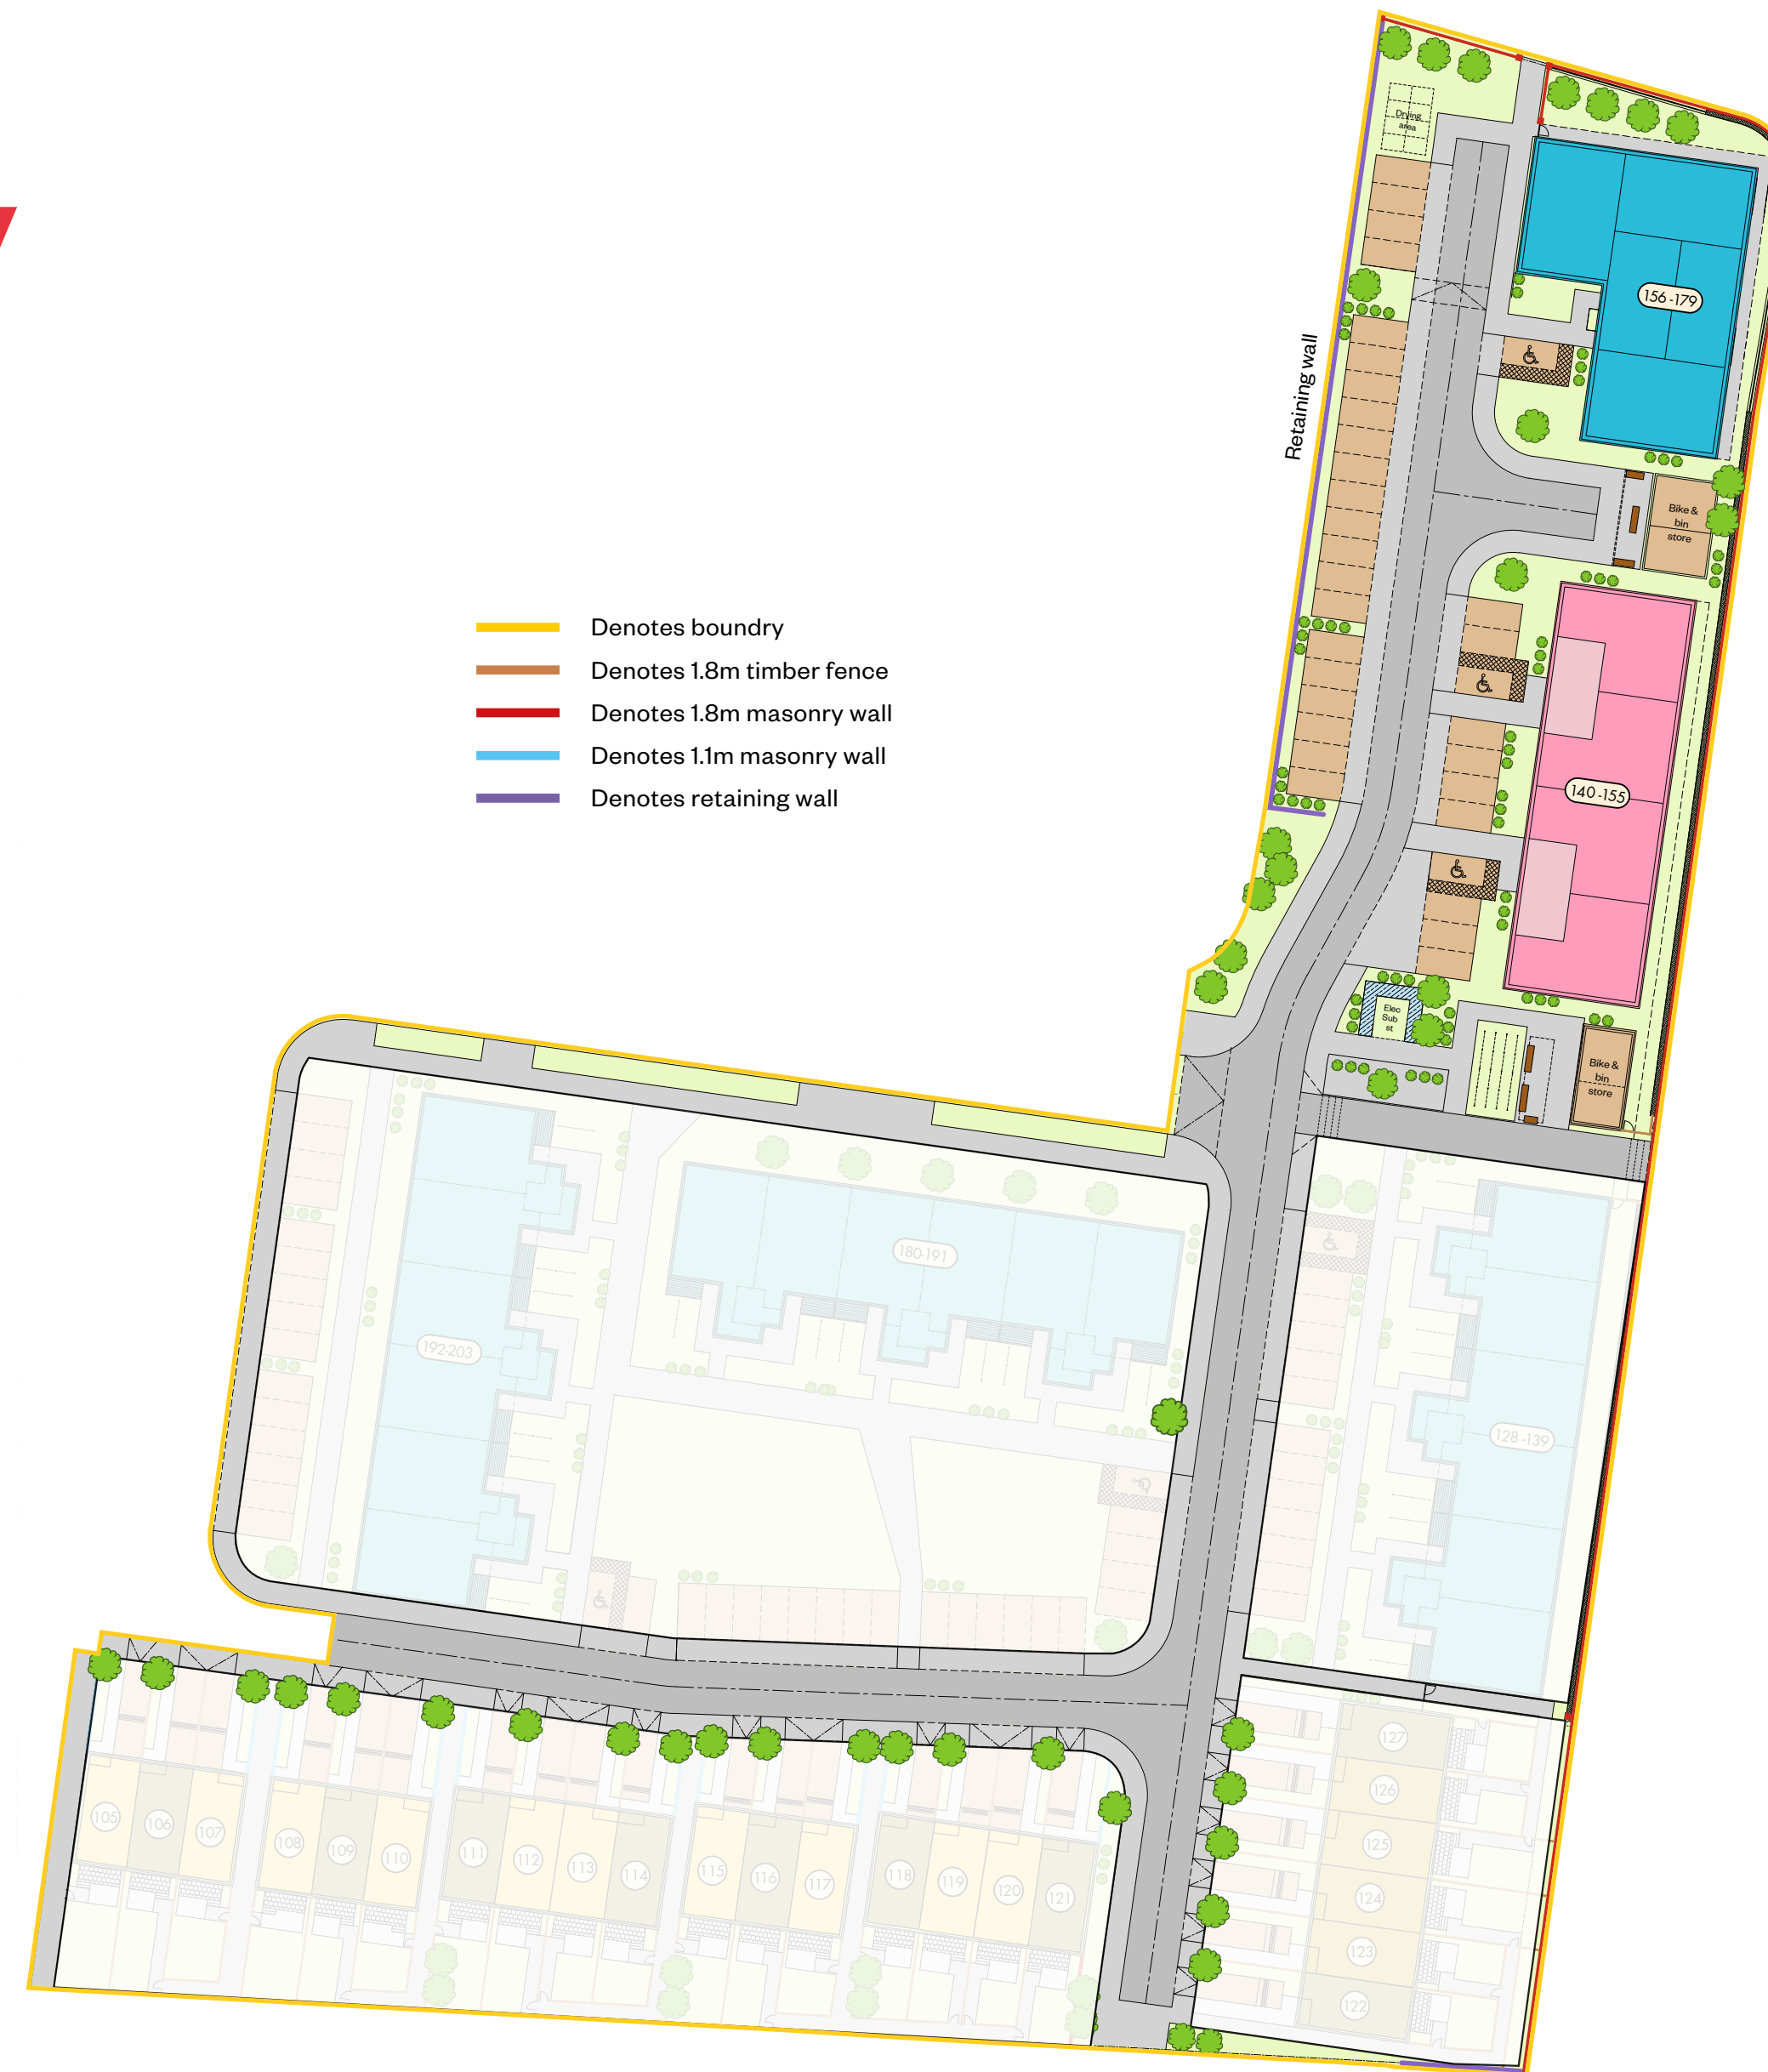 Drying
area
156 -179
Retaining wall
Bike &
bin
store
Denotes boundry
Denotes 1.8m timber fence
Denotes 1.8m masonry wall
Denotes 1.1m masonry wall
Denotes retaining wall
140 -155
Elec
Sub
st
Bike &
bin
store
180-191
192-203
128 -139
127
126
125
124
123
122
105
106
107
108
109
110
111
112
113
114
115
116
117
118
119
120
121